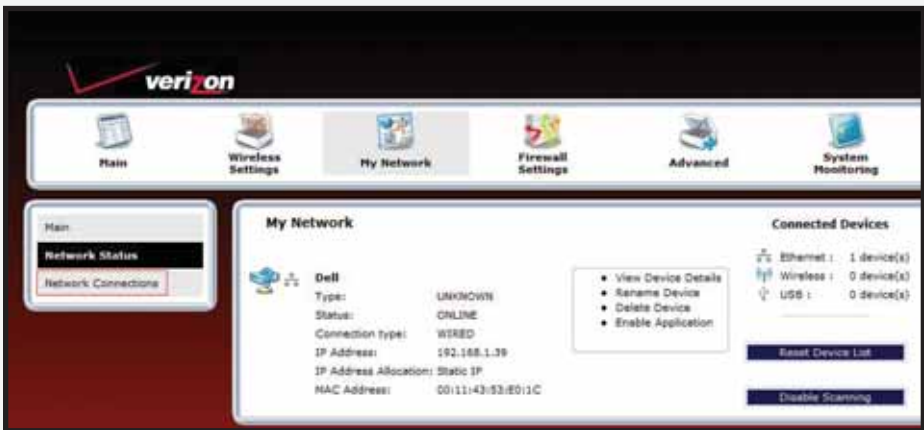 verizon
Main
Wireless Settings
My Network
Firewall Settings
Advanced
System Monitoring
Main
Network Status
Network Connections
My Network
Dell
Type: UNKNOWN
Status: ONLINE
Connection type: WIRED
IP Address: 192.168.1.39
IP Address Allocation: Static IP
MAC Address: 00:11:43:53:E0:1C
• View Device Details
• Rename Device
• Delete Device
• Enable Application
Connected Devices
Ethernet : 1 device(s)
Wireless : 0 device(s)
USB : 0 device(s)
Reset Device List
Disable Scanning